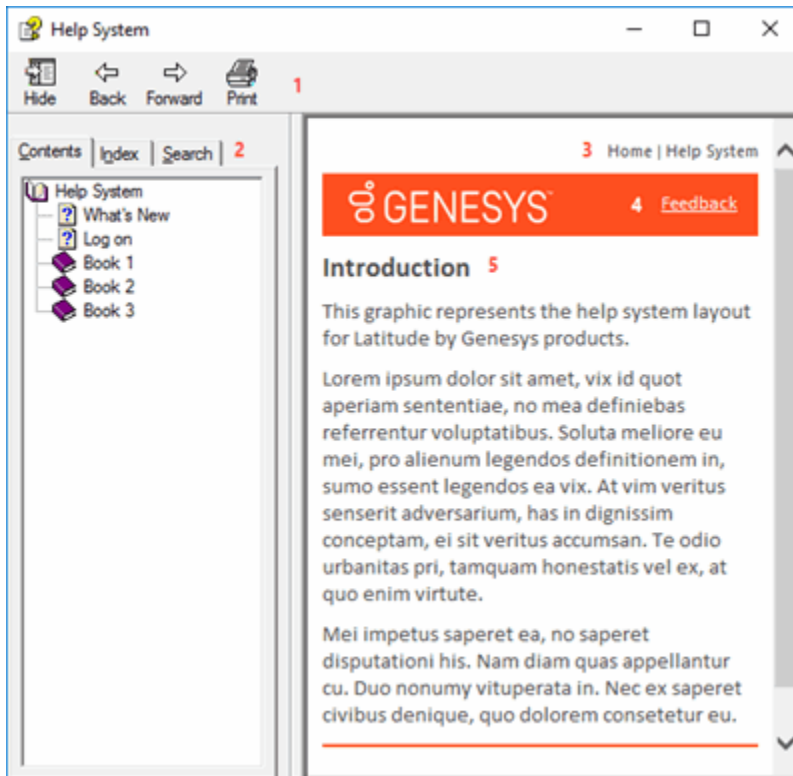 Help System
Hide Back Forward Print 1
Contents Index Search 2
Help System
What's New
Log on
Book 1
Book 2
Book 3
3 Home | Help System
GENESYS™ 4 Feedback
Introduction 5
This graphic represents the help system layout
for Latitude by Genesys products.
Lorem ipsum dolor sit amet, vix id quot
aperiam sententiae, no mea definiebas
referrentur voluptatibus. Soluta meliore eu
mei, pro alienum legendos definitionem in,
sumo essent legendos ea vix. At vim veritus
senserit adversarium, has in dignissim
conceptam, ei sit veritus accumsan. Te odio
urbanitas pri, tamquam honestatis vel ex, at
quo enim virtute.
Mei impetus saperet ea, no saperet
disputationi his. Nam diam quas appellantur
cu. Duo nonumy vituperata in. Nec ex saperet
civibus denique, quo dolorem consetetur eu.